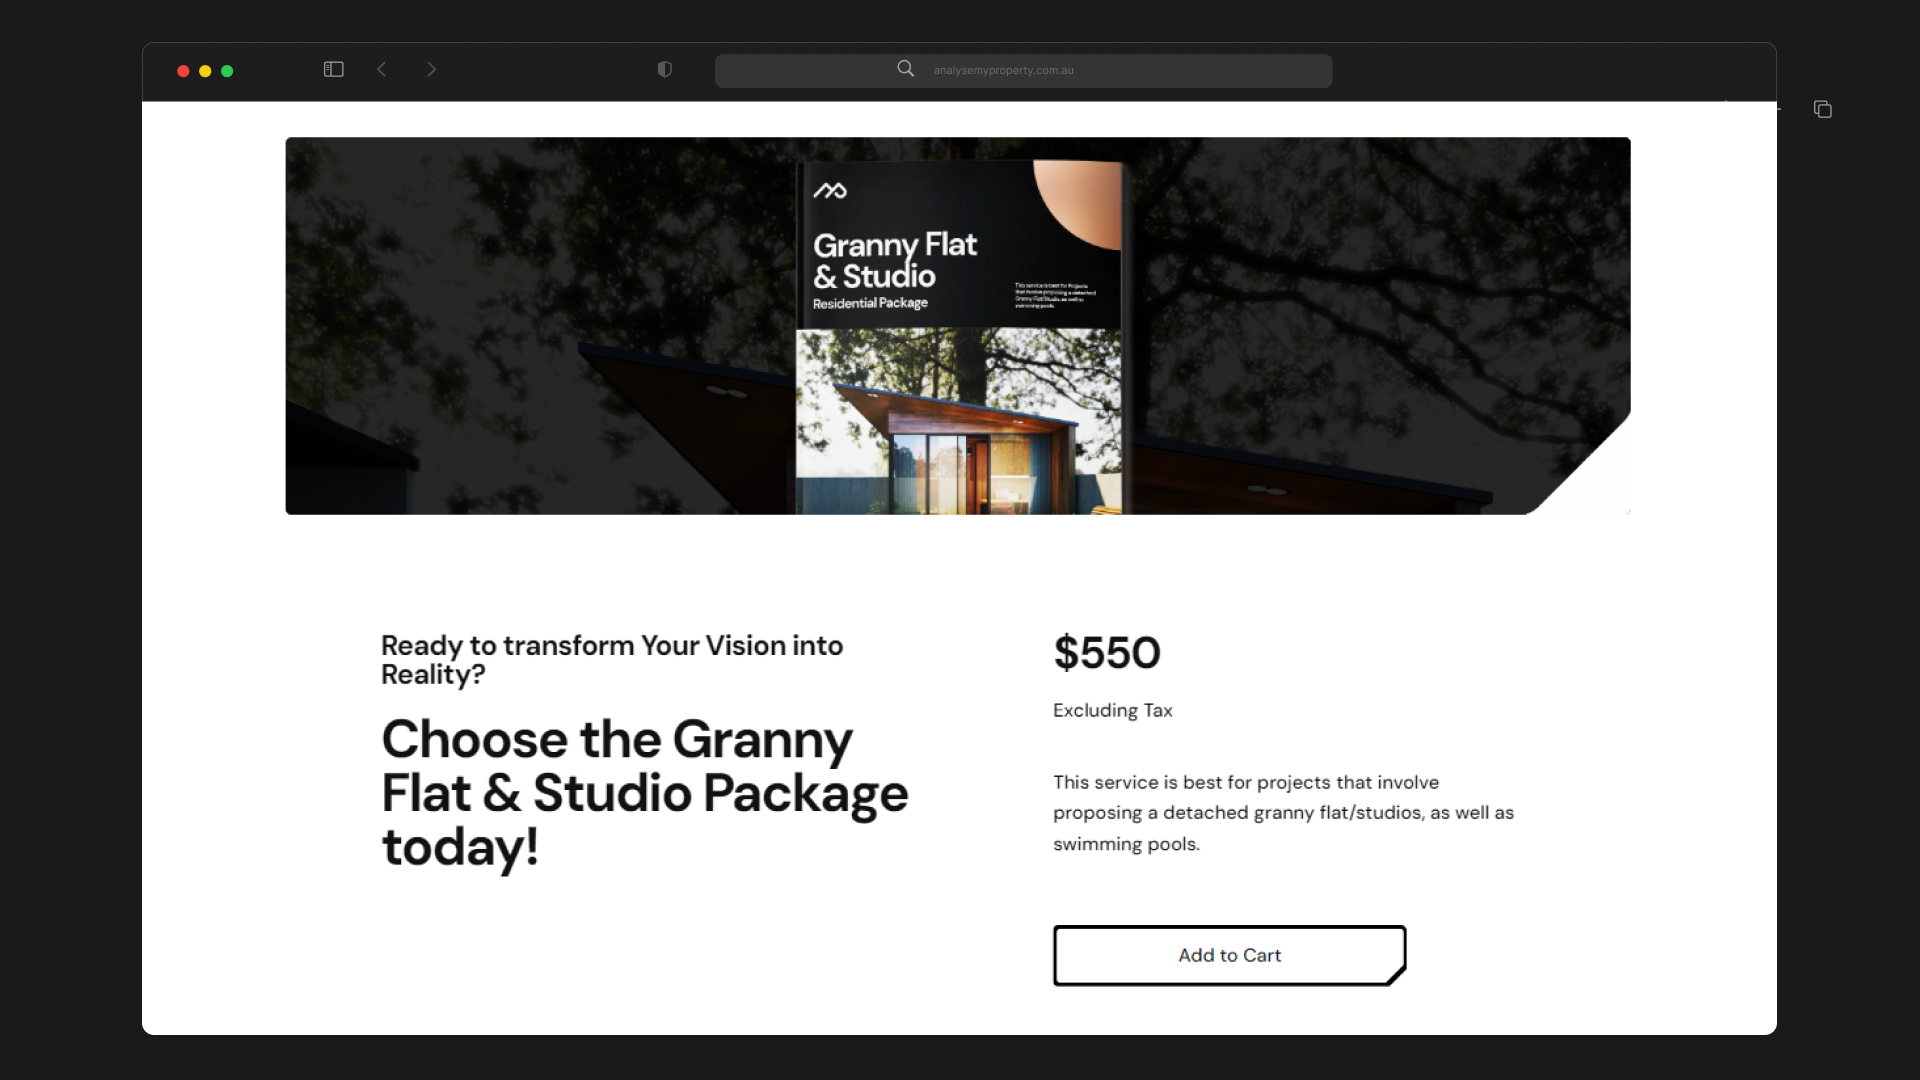 analysemyproperty.com.au
Granny Flat
& Studio
Residential Package
This service is best for Projects
that involve proposing a detached
Granny Flat/Studio, as well as
swimming pools.
Ready to transform Your Vision into
Reality?
Choose the Granny
Flat & Studio Package
today!
$550
Excluding Tax
This service is best for projects that involve
proposing a detached granny flat/studios, as well as
swimming pools.
Add to Cart